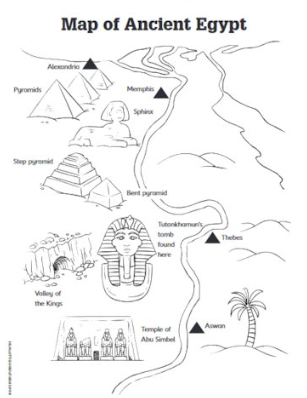 Map of Ancient Egypt
Alexandria
Pyramids
Memphis
Sphinx
Step pyramid
Bent pyramid
Tutankhamun's
tomb
found
here
Thebes
Valley of
the Kings
Temple of
Abu Simbel
Aswan